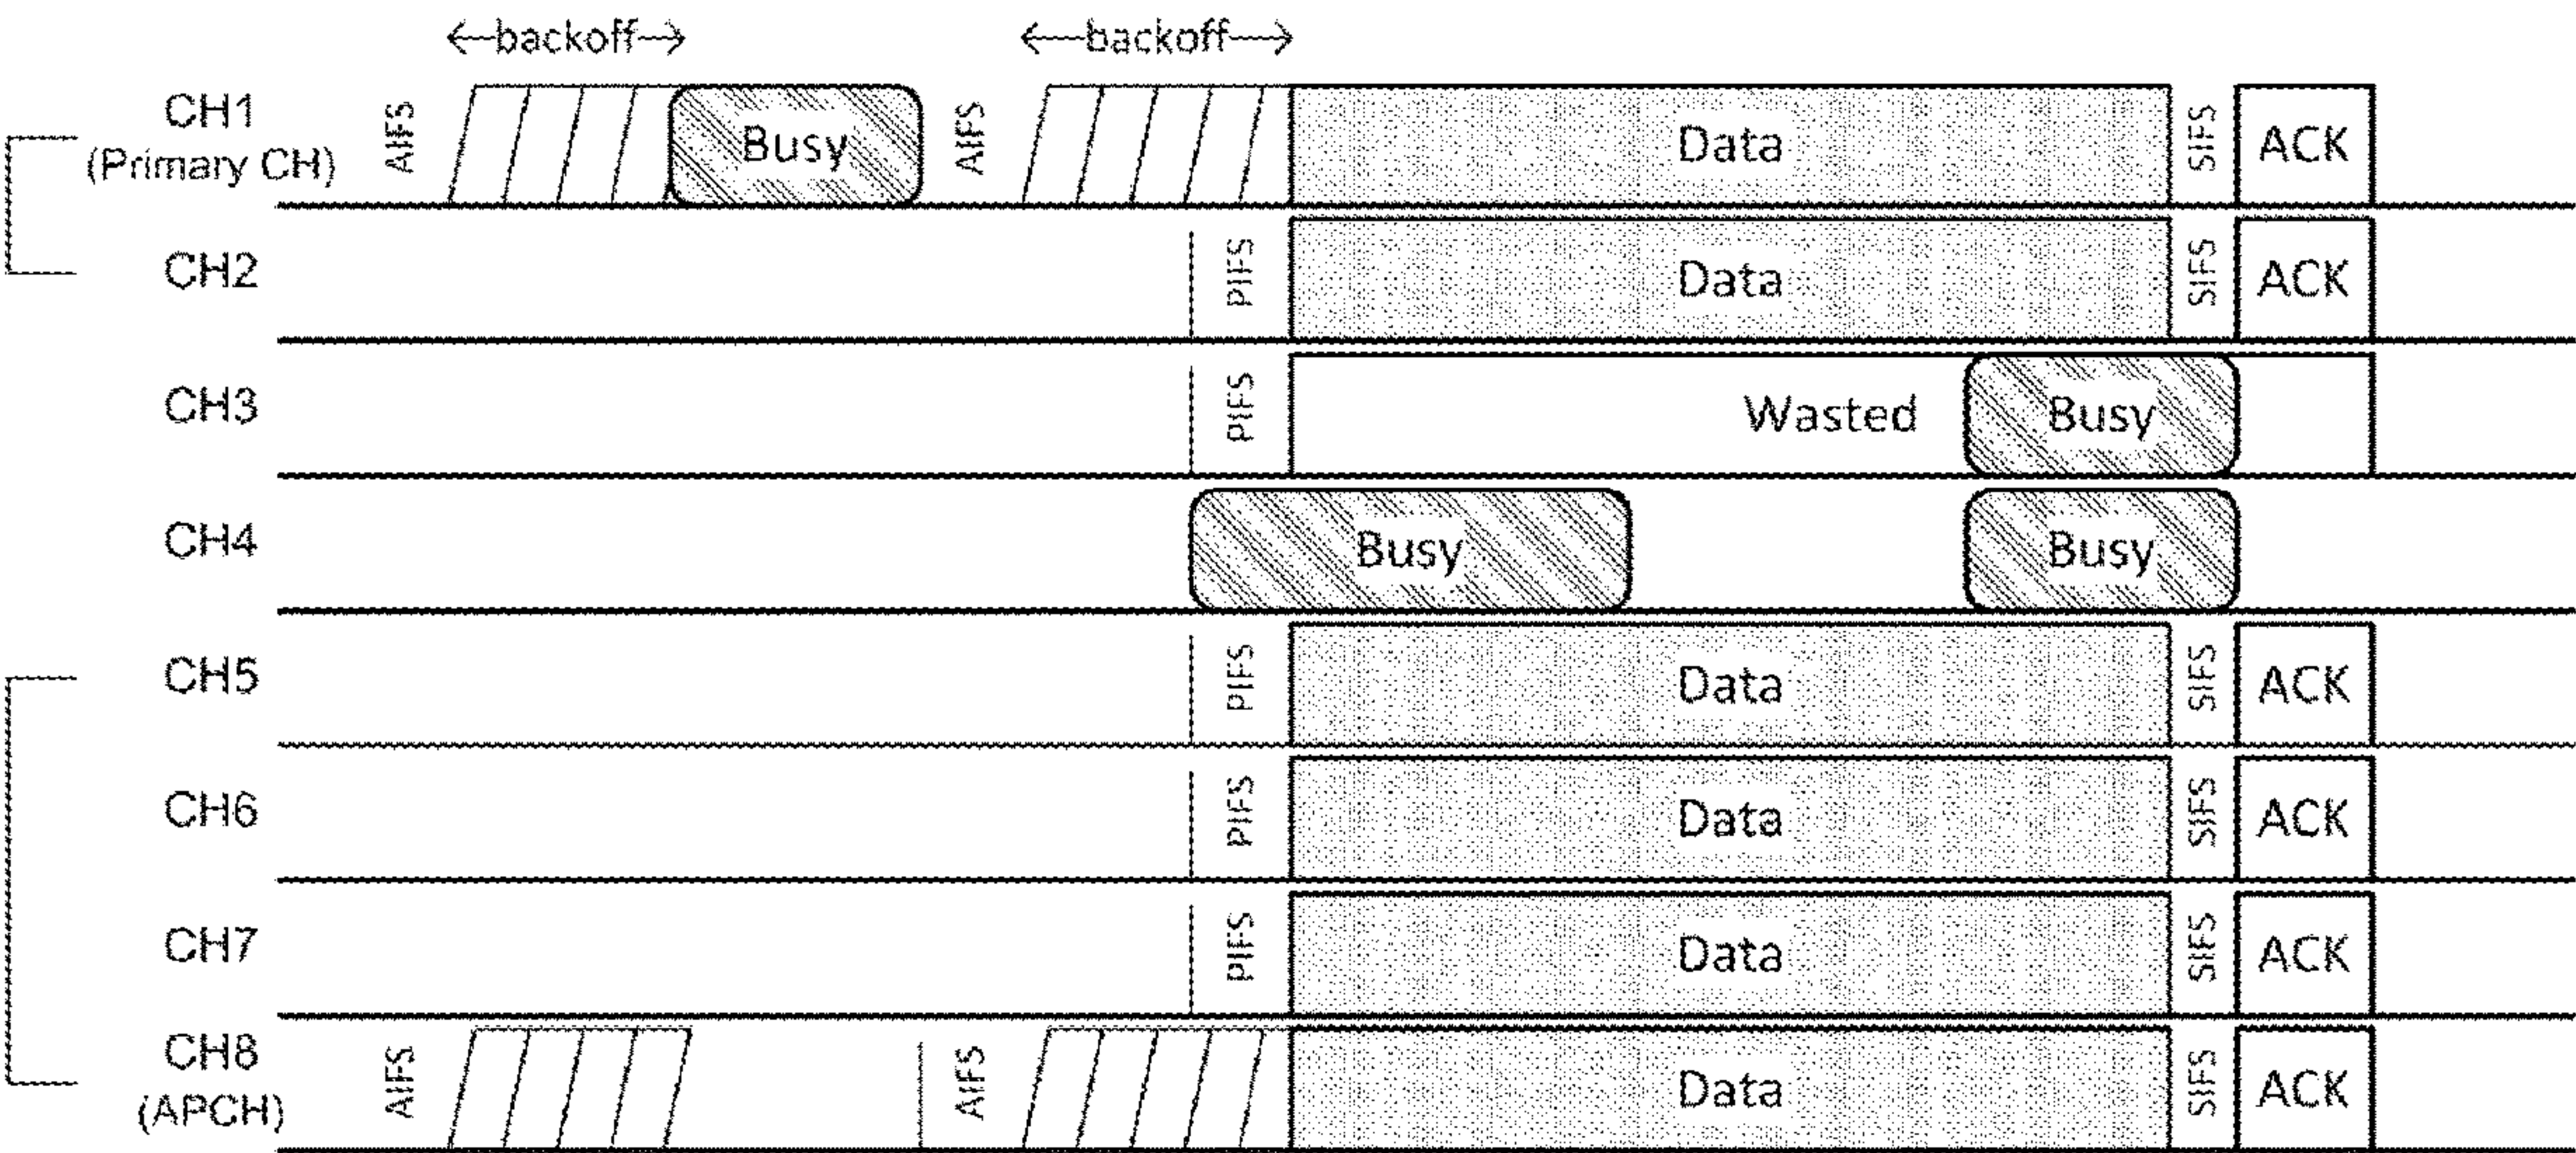 backoff backoff
CH1
(Primary CH) AIFS Busy AIFS Data SIFS ACK
CH2 PIFS Data SIFS ACK
CH3 PIFS Wasted Busy
CH4 Busy Busy
CH5 PIFS Data SIFS ACK
CH6 PIFS Data SIFS ACK
CH7 PIFS Data SIFS ACK
CH8
(APCH) AIFS AIFS Data SIFS ACK